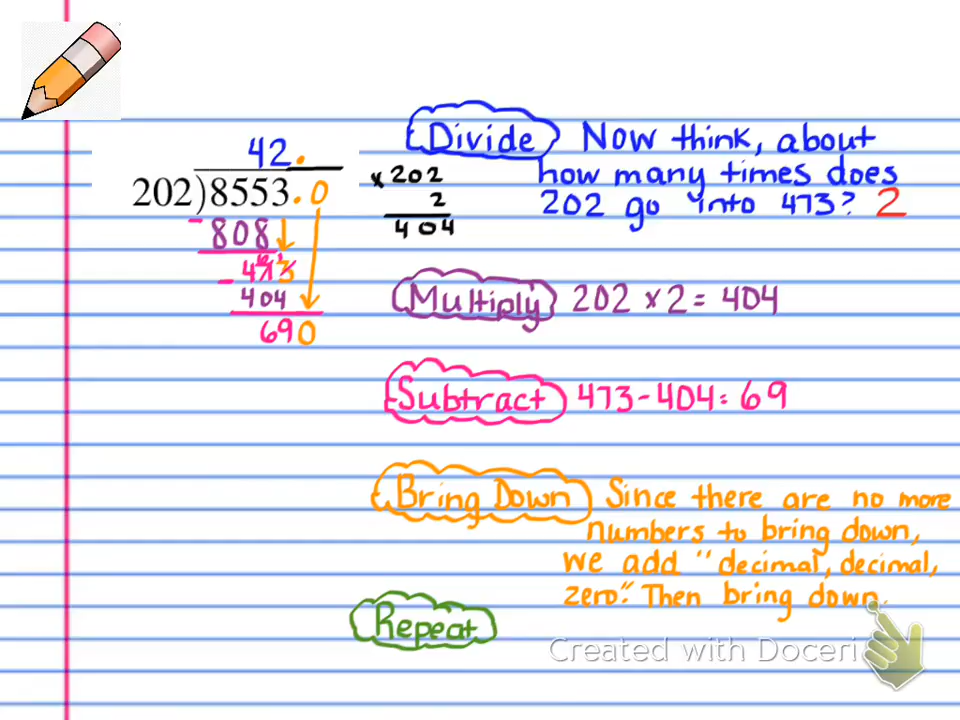 42.
202)8553.0
- 808
- 473
404
690
x 202
2
404
Divide Now think, about
how many times does
202 go into 473? 2
Multiply 202 x 2 = 404
Subtract 473 - 404 = 69
Bring Down Since there are no more
numbers to bring down,
we add "decimal, decimal,
zero." Then bring down.
Repeat
Created with Doceri